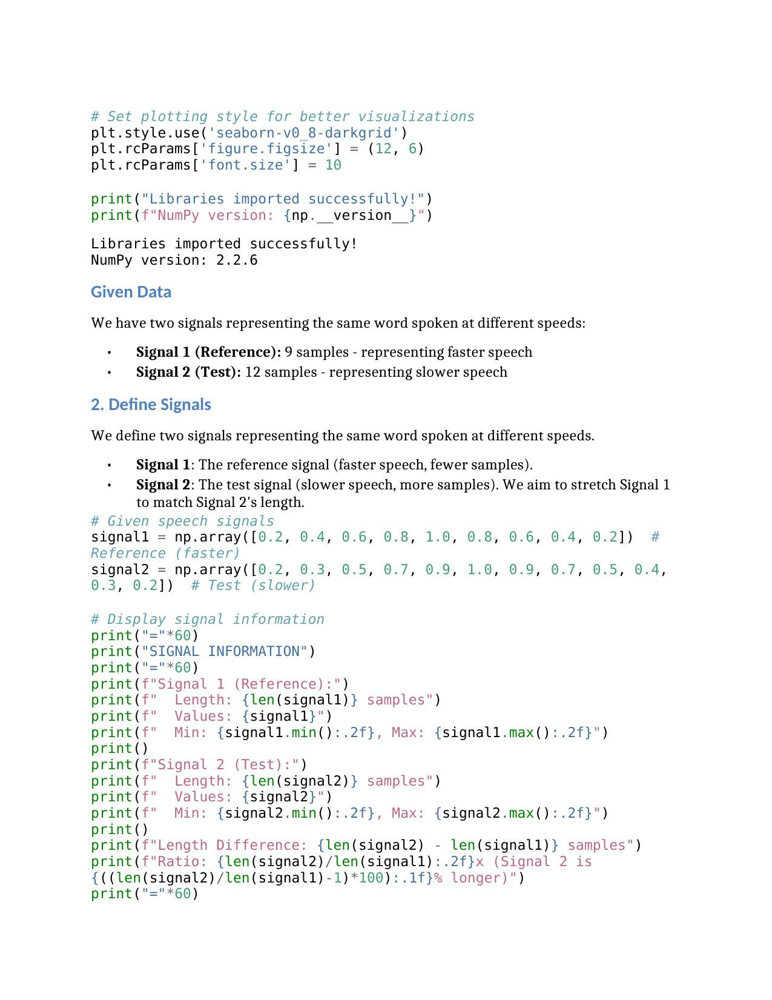 # Set plotting style for better visualizations
plt.style.use('seaborn-v0_8-darkgrid')
plt.rcParams['figure.figsize'] = (12, 6)
plt.rcParams['font.size'] = 10
print("Libraries imported successfully!")
print(f"NumPy version: {np.__version__}")
Libraries imported successfully!
NumPy version: 2.2.6
Given Data
We have two signals representing the same word spoken at different speeds:
• Signal 1 (Reference): 9 samples - representing faster speech
• Signal 2 (Test): 12 samples - representing slower speech
2. Define Signals
We define two signals representing the same word spoken at different speeds.
• Signal 1: The reference signal (faster speech, fewer samples).
• Signal 2: The test signal (slower speech, more samples). We aim to stretch Signal 1
to match Signal 2's length.
# Given speech signals
signal1 = np.array([0.2, 0.4, 0.6, 0.8, 1.0, 0.8, 0.6, 0.4, 0.2])  #
Reference (faster)
signal2 = np.array([0.2, 0.3, 0.5, 0.7, 0.9, 1.0, 0.9, 0.7, 0.5, 0.4,
0.3, 0.2])  # Test (slower)
# Display signal information
print("="*60)
print("SIGNAL INFORMATION")
print("="*60)
print(f"Signal 1 (Reference):")
print(f"  Length: {len(signal1)} samples")
print(f"  Values: {signal1}")
print(f"  Min: {signal1.min():.2f}, Max: {signal1.max():.2f}")
print()
print(f"Signal 2 (Test):")
print(f"  Length: {len(signal2)} samples")
print(f"  Values: {signal2}")
print(f"  Min: {signal2.min():.2f}, Max: {signal2.max():.2f}")
print()
print(f"Length Difference: {len(signal2) - len(signal1)} samples")
print(f"Ratio: {len(signal2)/len(signal1):.2f}x (Signal 2 is
{((len(signal2)/len(signal1)-1)*100):.1f}% longer)")
print("="*60)